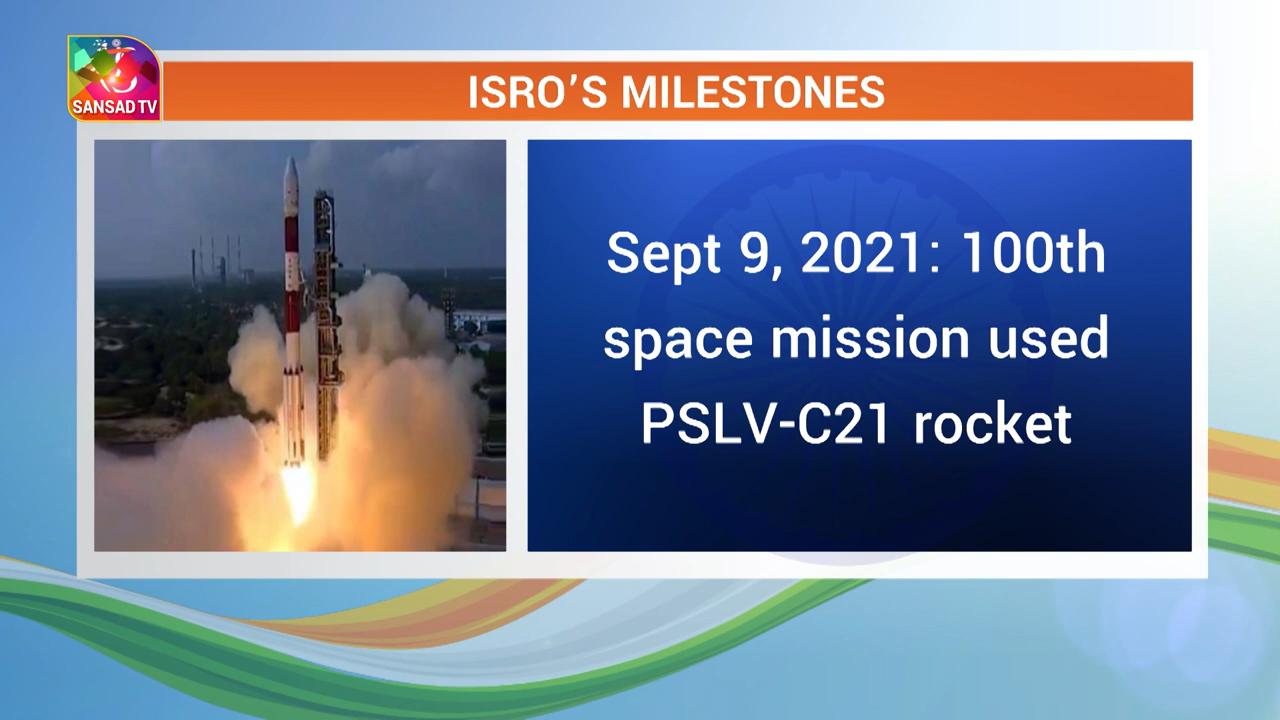 SANSAD TV
ISRO’S MILESTONES
Sept 9, 2021: 100th
space mission used
PSLV-C21 rocket